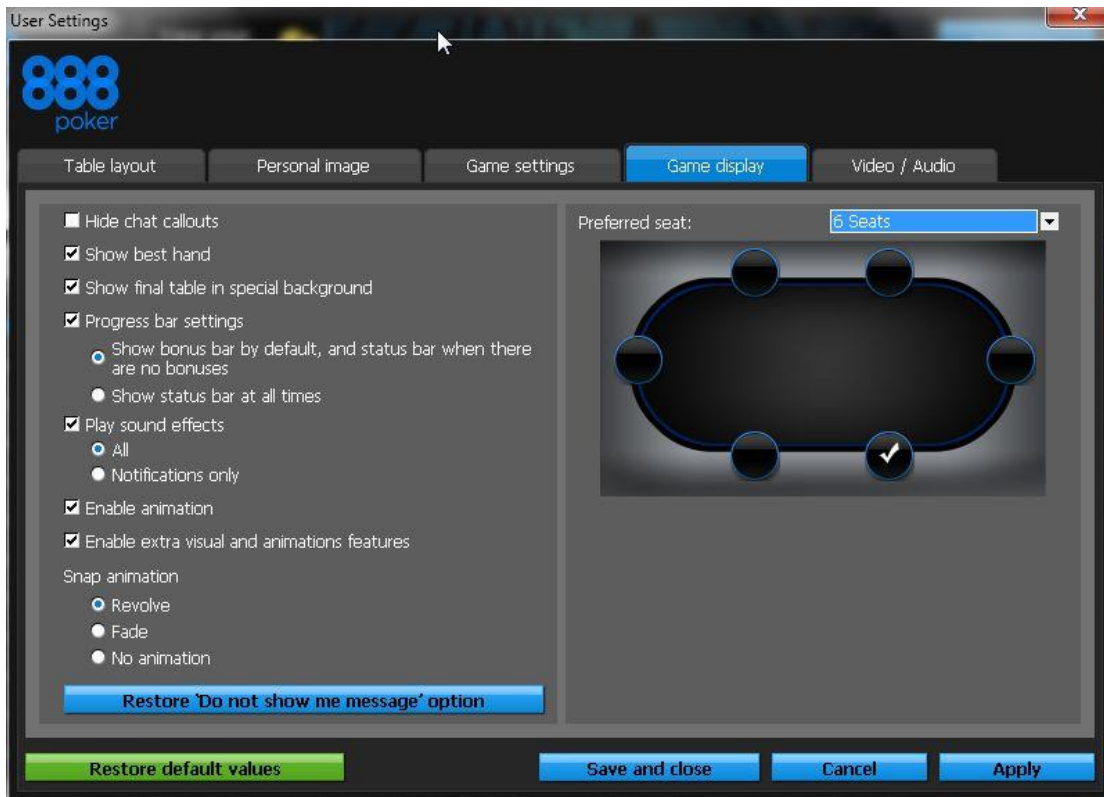 User Settings
888
poker
Table layout
Personal image
Game settings
Game display
Video / Audio
Hide chat callouts
Show best hand
Show final table in special background
Progress bar settings
Show bonus bar by default, and status bar when there
are no bonuses
Show status bar at all times
Play sound effects
All
Notifications only
Enable animation
Enable extra visual and animations features
Snap animation
Revolve
Fade
No animation
Restore 'Do not show me message' option
Preferred seat:
6 Seats
Restore default values
Save and close
Cancel
Apply